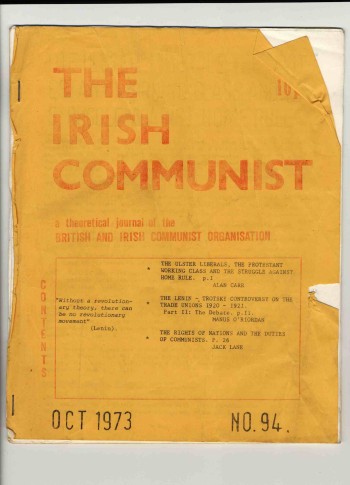 10p
THE
IRISH
COMMUNIST
a theoretical journal of the
BRITISH AND IRISH COMMUNIST ORGANISATION
CONTENTS
"Without a revolution-
ary theory, there can
be no revolutionary
movement"
(Lenin).
THE ULSTER LIBERALS, THE PROTESTANT
WORKING CLASS AND THE STRUGGLE AGAINST
HOME RULE. p.1
ALAN CARR
THE LENIN - TROTSKI CONTROVERSY ON THE
TRADE UNIONS 1920 - 1921.
Part II: The Debate. p.11.
MANUS O'RIORDAN
THE RIGHTS OF NATIONS AND THE DUTIES
OF COMMUNISTS. P. 26
JACK LANE
OCT 1973
NO. 94.